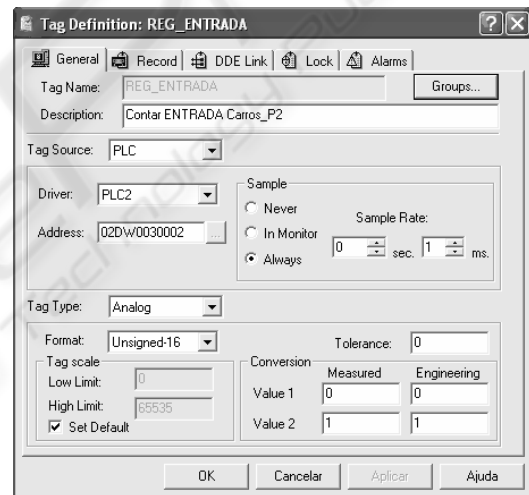 Tag Definition: REG_ENTRADA
General Record DDE Link Lock Alarms
Tag Name: REG_ENTRADA Groups...
Description: Contar ENTRADA Carros_P2
Tag Source: PLC
Driver: PLC2
Address: 02DW0030002 ...
Sample
Never
In Monitor
Always
Sample Rate:
0 sec. 1 ms.
Tag Type: Analog
Format: Unsigned-16
Tolerance: 0
Tag scale
Low Limit: 0
High Limit: 65535
Set Default
Conversion
Measured Engineering
Value 1 0 0
Value 2 1 1
OK Cancelar Aplicar Ajuda